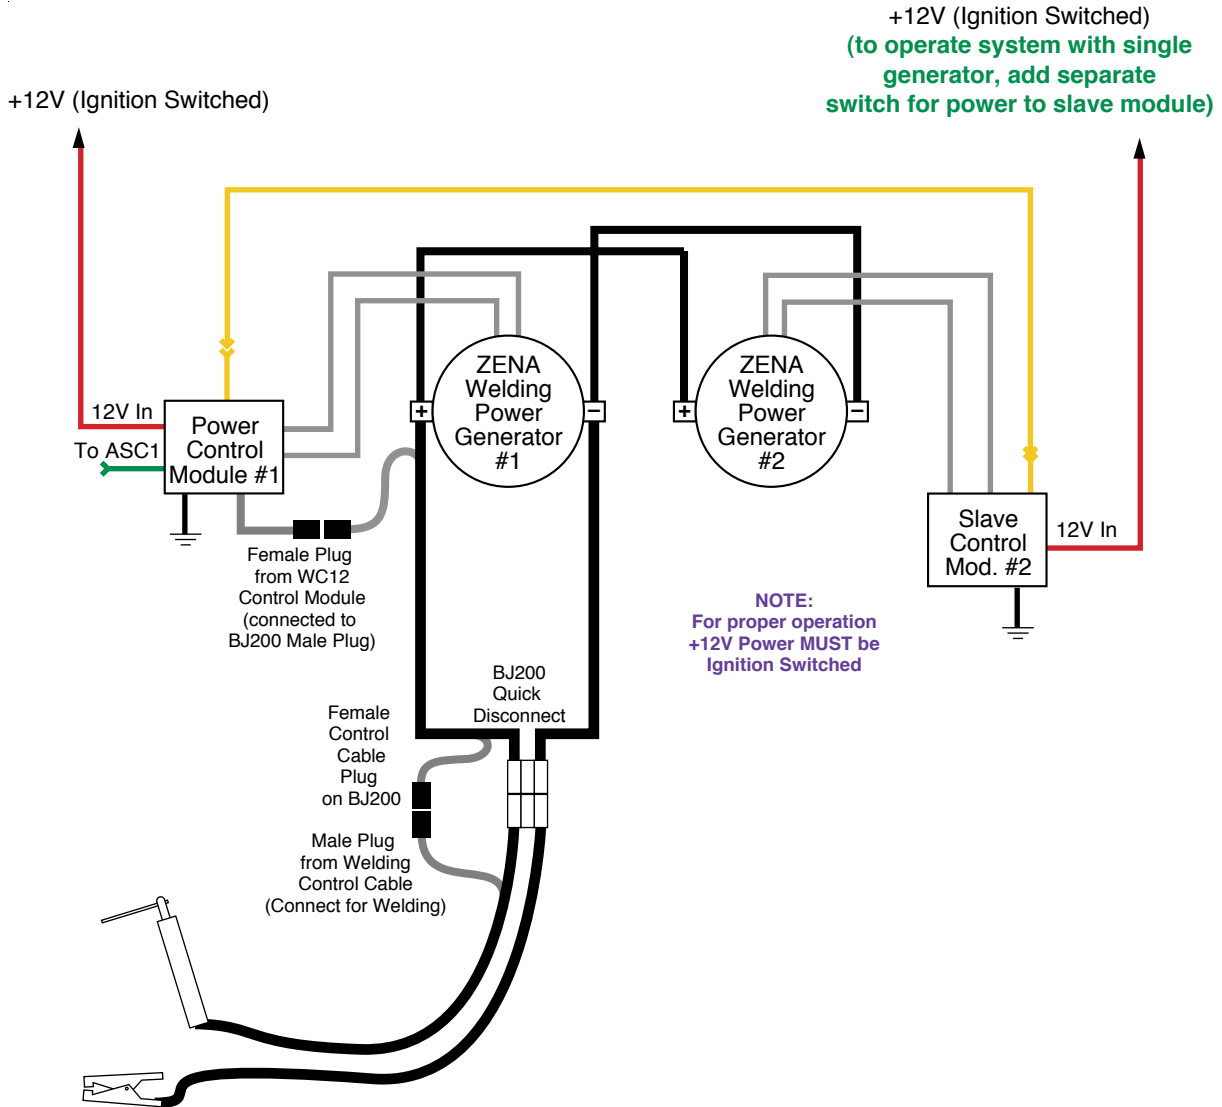 +12V (Ignition Switched)
(to operate system with single
generator, add separate
switch for power to slave module)
+12V (Ignition Switched)
12V In
To ASC1
Power
Control
Module #1
+
ZENA
Welding
Power
Generator
#1
−
+
ZENA
Welding
Power
Generator
#2
−
Slave
Control
Mod. #2
12V In
Female Plug
from WC12
Control Module
(connected to
BJ200 Male Plug)
NOTE:
For proper operation
+12V Power MUST be
Ignition Switched
BJ200
Quick
Disconnect
Female
Control
Cable
Plug
on BJ200
Male Plug
from Welding
Control Cable
(Connect for Welding)